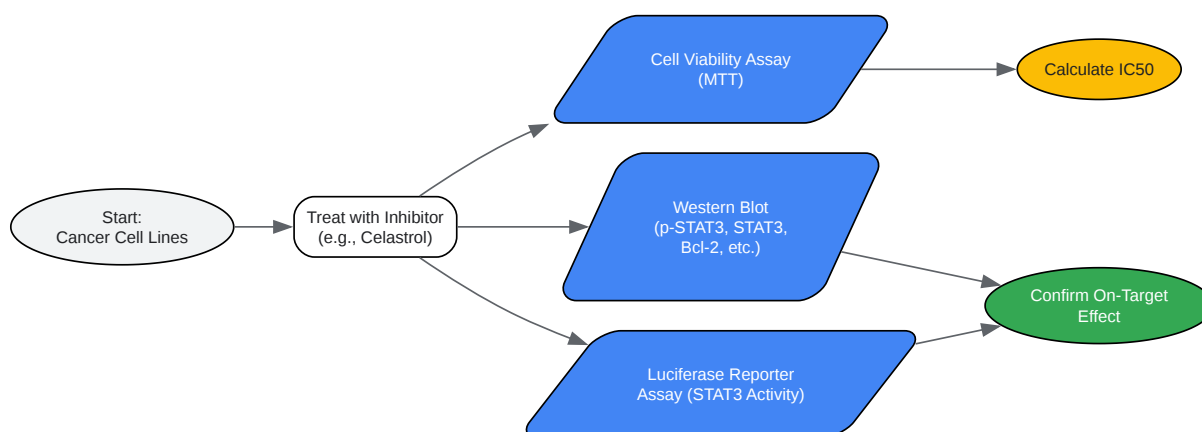 Start:
Cancer Cell Lines
Treat with Inhibitor
(e.g., Celastrol)
Cell Viability Assay
(MTT)
Calculate IC50
Western Blot
(p-STAT3, STAT3,
Bcl-2, etc.)
Luciferase Reporter
Assay (STAT3 Activity)
Confirm On-Target
Effect